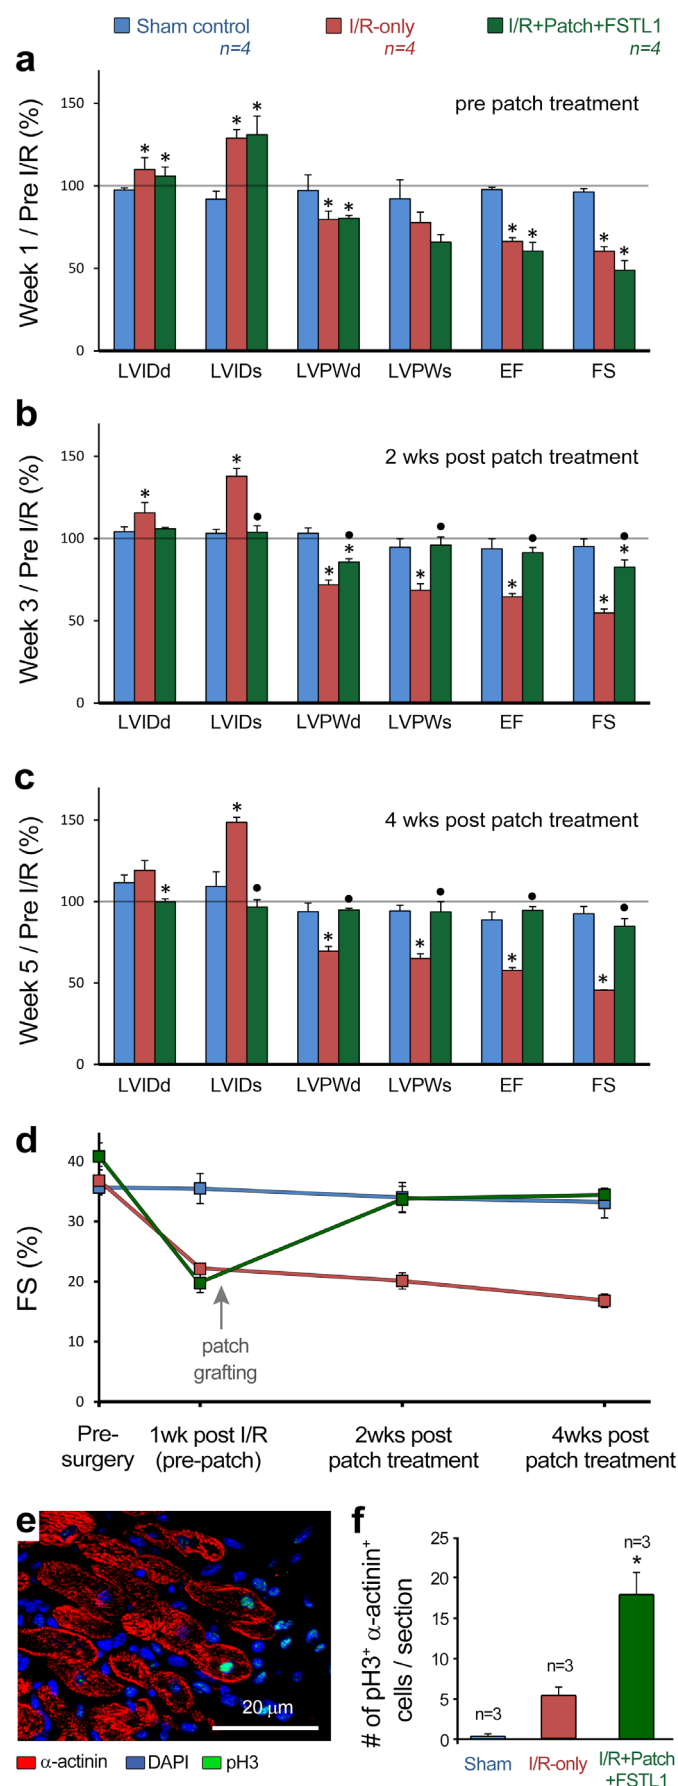 Sham control I/R-only I/R+Patch+FSTL1
n=4 n=4 n=4
a
pre patch treatment
Week 1 / Pre I/R (%)
150
100
50
0
* * * * * * * * * *
LVIDd LVIDs LVPWd LVPWs EF FS
b
2 wks post patch treatment
Week 3 / Pre I/R (%)
150
100
50
0
* * * * * * * *
LVIDd LVIDs LVPWd LVPWs EF FS
c
4 wks post patch treatment
Week 5 / Pre I/R (%)
150
100
50
0
* * * * * *
LVIDd LVIDs LVPWd LVPWs EF FS
d
FS (%)
40
30
20
10
0
patch
grafting
Pre-
surgery
1wk post I/R
(pre-patch)
2wks post
patch treatment
4wks post
patch treatment
e
20 μm
α-actinin DAPI pH3
f
# of pH3⁺ α-actinin⁺
cells / section
25
20
15
10
5
0
n=3
n=3
n=3
*
Sham I/R-only I/R+Patch
+FSTL1